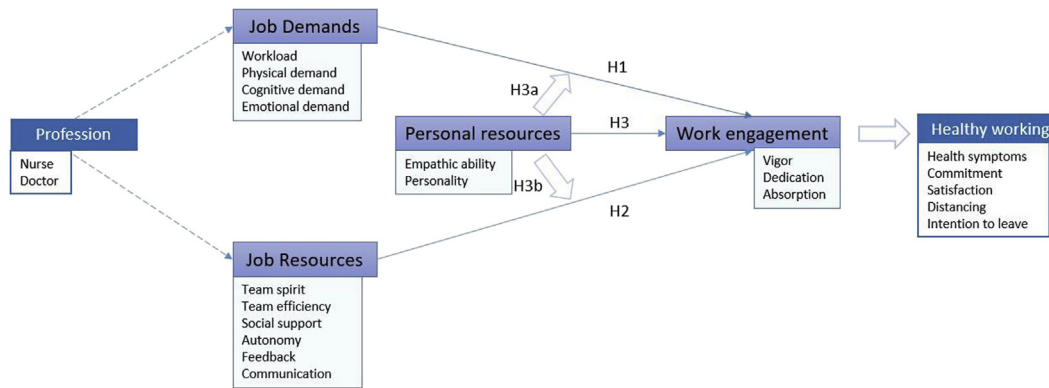 Job Demands
Workload
Physical demand
Cognitive demand
Emotional demand
H1
H3a
Profession
Nurse
Doctor
Personal resources
Empathic ability
Personality
H3
H3b
Work engagement
Vigor
Dedication
Absorption
Healthy working
Health symptoms
Commitment
Satisfaction
Distancing
Intention to leave
H2
Job Resources
Team spirit
Team efficiency
Social support
Autonomy
Feedback
Communication